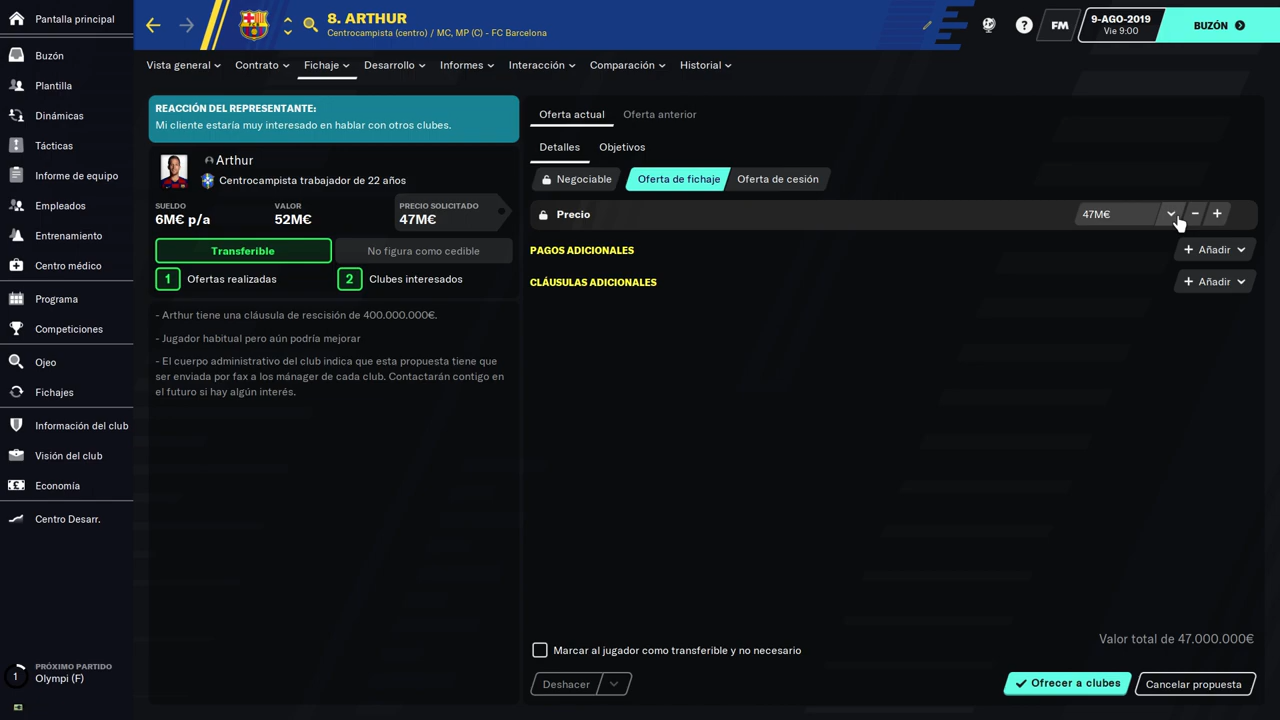 Pantalla principal
8. ARTHUR
Centrocampista (centro) / MC, MP (C) - FC Barcelona
?
FM
9-AGO-2019
Vie 9:00
BUZÓN
Vista general
Contrato
Fichaje
Desarrollo
Informes
Interacción
Comparación
Historial
Buzón
Plantilla
Dinámicas
Tácticas
Informe de equipo
Empleados
Entrenamiento
Centro médico
Programa
Competiciones
Ojeo
Fichajes
Información del club
Visión del club
Economía
Centro Desarr.
1
PRÓXIMO PARTIDO
Olympi (F)
REACCIÓN DEL REPRESENTANTE:
Mi cliente estaría muy interesado en hablar con otros clubes.
Arthur
Centrocampista trabajador de 22 años
SUELDO
6M€ p/a
VALOR
52M€
PRECIO SOLICITADO
47M€
Transferible
No figura como cedible
1 Ofertas realizadas
2 Clubes interesados
- Arthur tiene una cláusula de rescisión de 400.000.000€.
- Jugador habitual pero aún podría mejorar
- El cuerpo administrativo del club indica que esta propuesta tiene que
ser enviada por fax a los mánager de cada club. Contactarán contigo en
el futuro si hay algún interés.
Oferta actual
Oferta anterior
Detalles
Objetivos
Negociable
Oferta de fichaje
Oferta de cesión
Precio
47M€
PAGOS ADICIONALES
+ Añadir
CLÁUSULAS ADICIONALES
+ Añadir
Valor total de 47.000.000€
Marcar al jugador como transferible y no necesario
Deshacer
Ofrecer a clubes
Cancelar propuesta